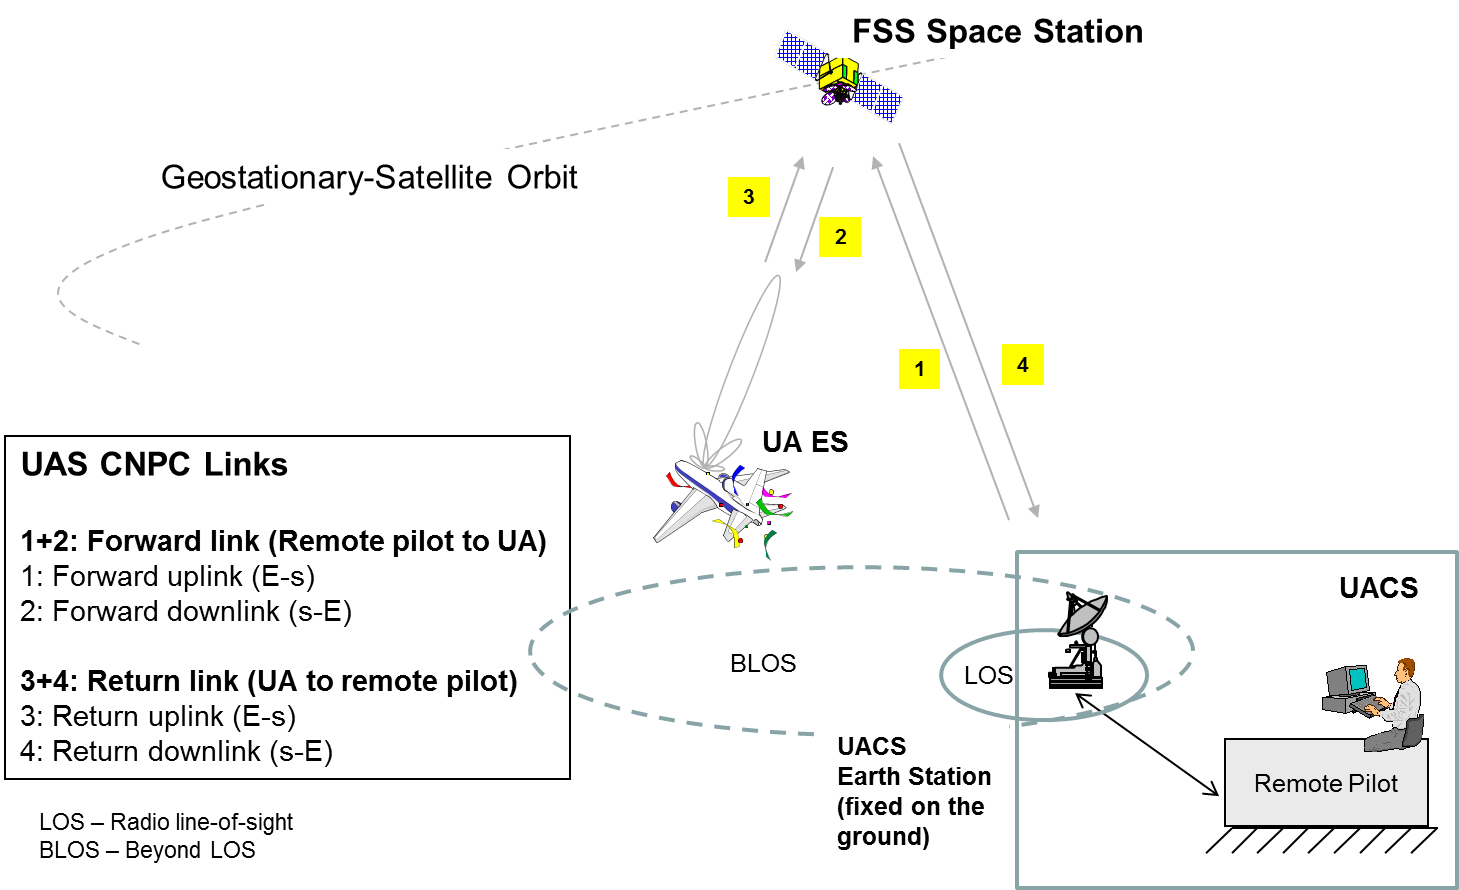 FSS Space Station
Geostationary-Satellite Orbit
3
2
1
4
UA ES
UAS CNPC Links
1+2: Forward link (Remote pilot to UA)
1: Forward uplink (E-s)
2: Forward downlink (s-E)
3+4: Return link (UA to remote pilot)
3: Return uplink (E-s)
4: Return downlink (s-E)
LOS – Radio line-of-sight
BLOS – Beyond LOS
BLOS
LOS
UACS
Earth Station
(fixed on the
ground)
UACS
Remote Pilot